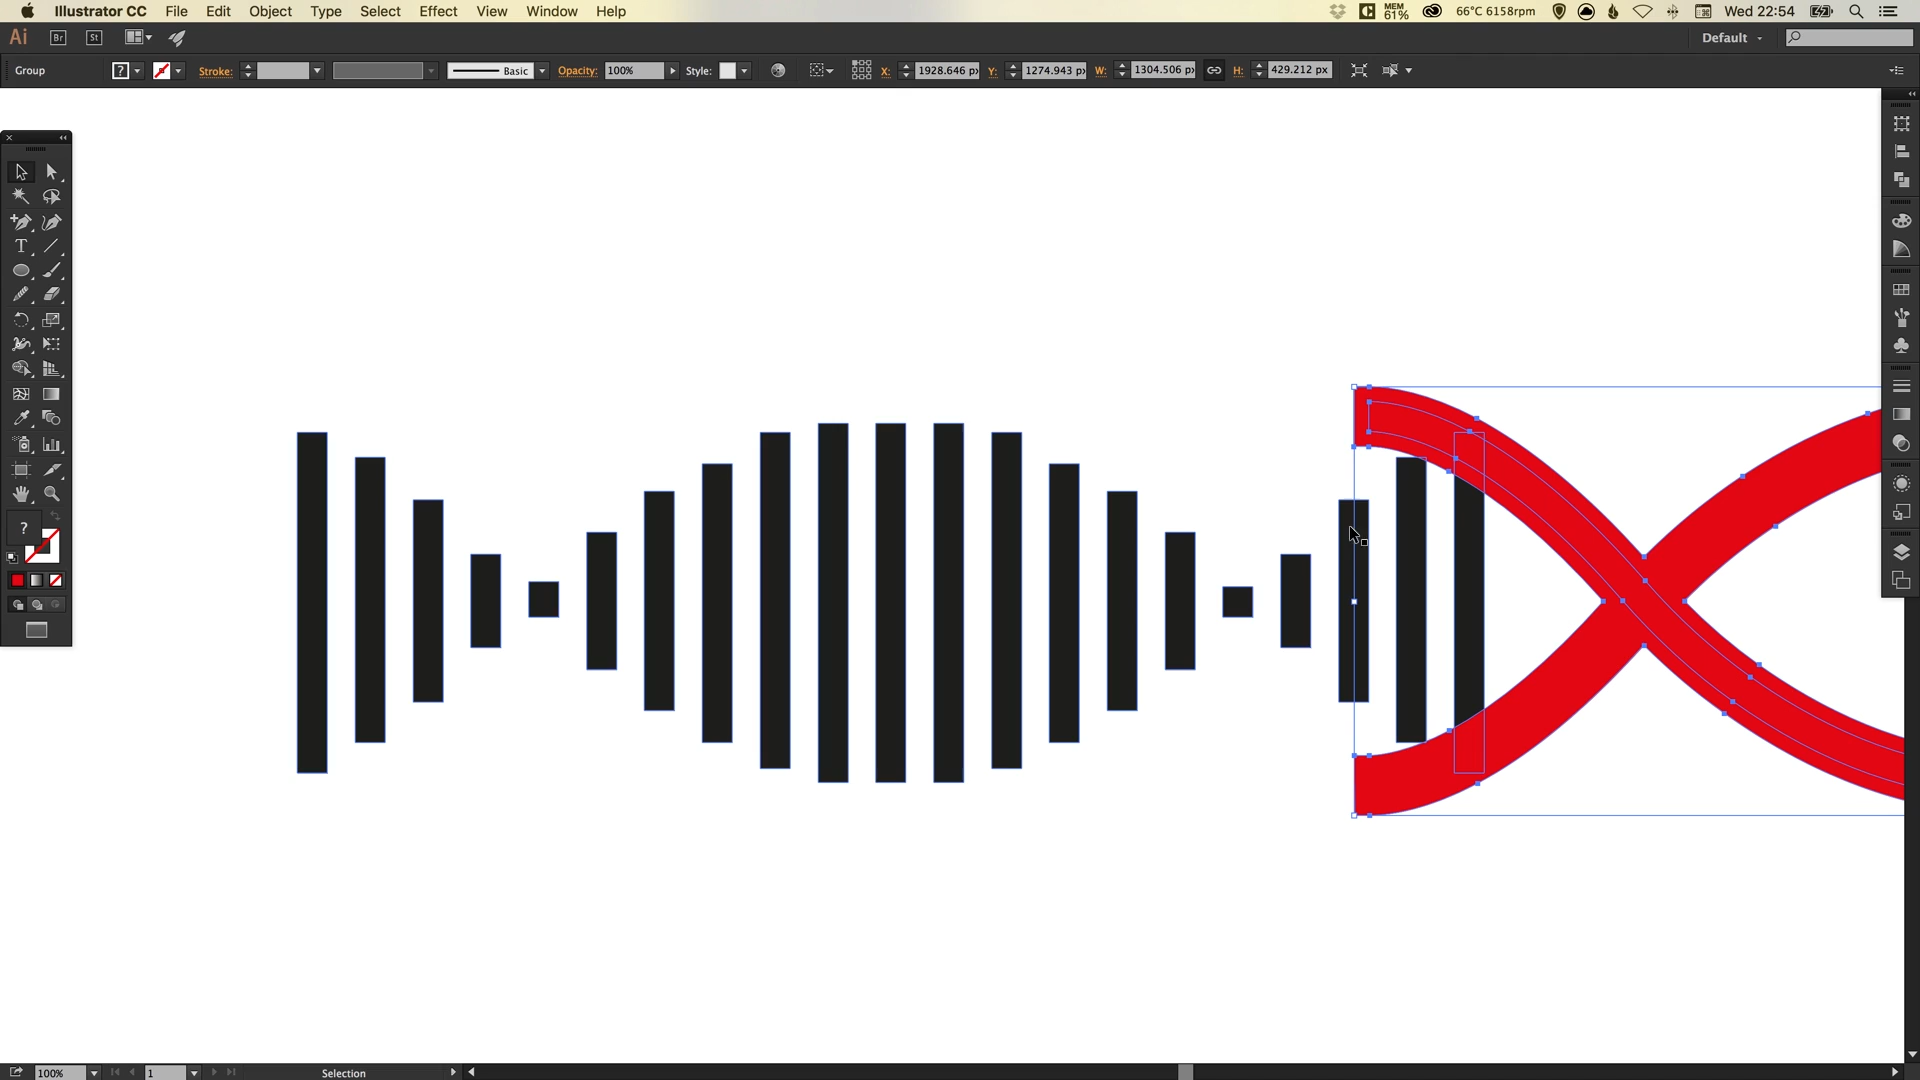 Illustrator CC File Edit Object Type Select Effect View Window Help MEM 61% 66°C 6158rpm Wed 22:54
Ai Br St Default
Group ? Stroke: Basic Opacity: 100% Style: X: 1928.646 px Y: 1274.943 px W: 1304.506 px H: 429.212 px
T
?
100% 1 Selection